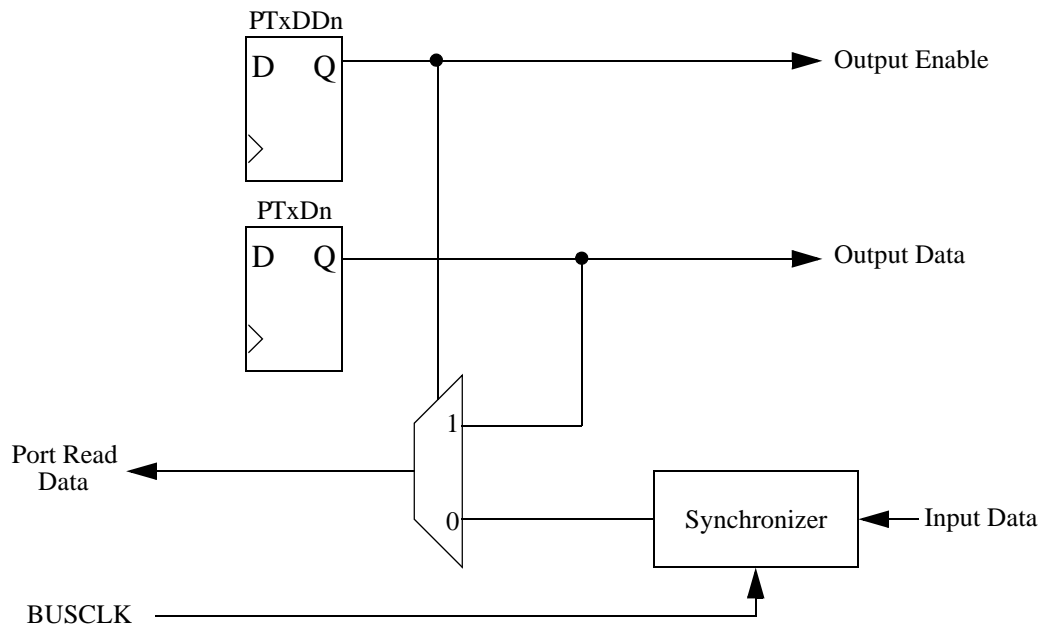 PTxDDn
D Q
Output Enable
PTxDn
D Q
Output Data
1
Port Read
Data
0
Synchronizer
Input Data
BUSCLK